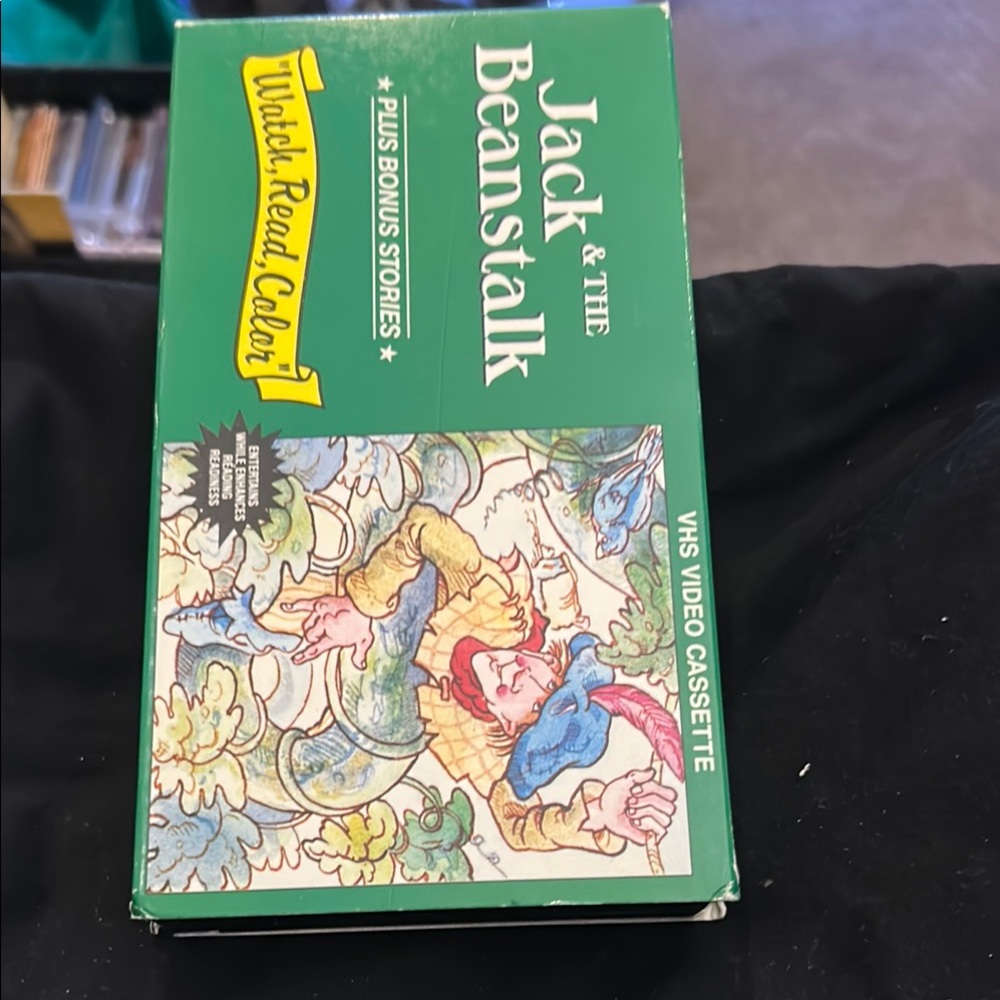 Jack & THE
Beanstalk
★ PLUS BONUS STORIES ★
"Watch, Read, Color"
VHS VIDEO CASSETTE
ENTERTAINS
WHILE ENHANCES
READING
READINESS